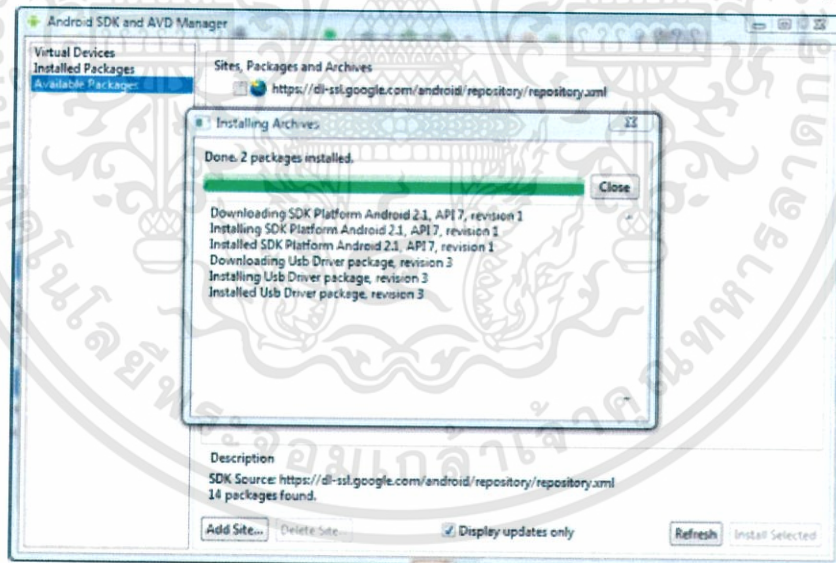 Android SDK and AVD Manager
Virtual Devices
Installed Packages
Available Packages
Sites, Packages and Archives
https://dl-ssl.google.com/android/repository/repository.xml
Installing Archives
Done. 2 packages installed.
Close
Downloading SDK Platform Android 2.1, API 7, revision 1
Installing SDK Platform Android 2.1, API 7, revision 1
Installed SDK Platform Android 2.1, API 7, revision 1
Downloading Usb Driver package, revision 3
Installing Usb Driver package, revision 3
Installed Usb Driver package, revision 3
Description
SDK Source: https://dl-ssl.google.com/android/repository/repository.xml
14 packages found.
Add Site... Delete Site... Display updates only Refresh Install Selected